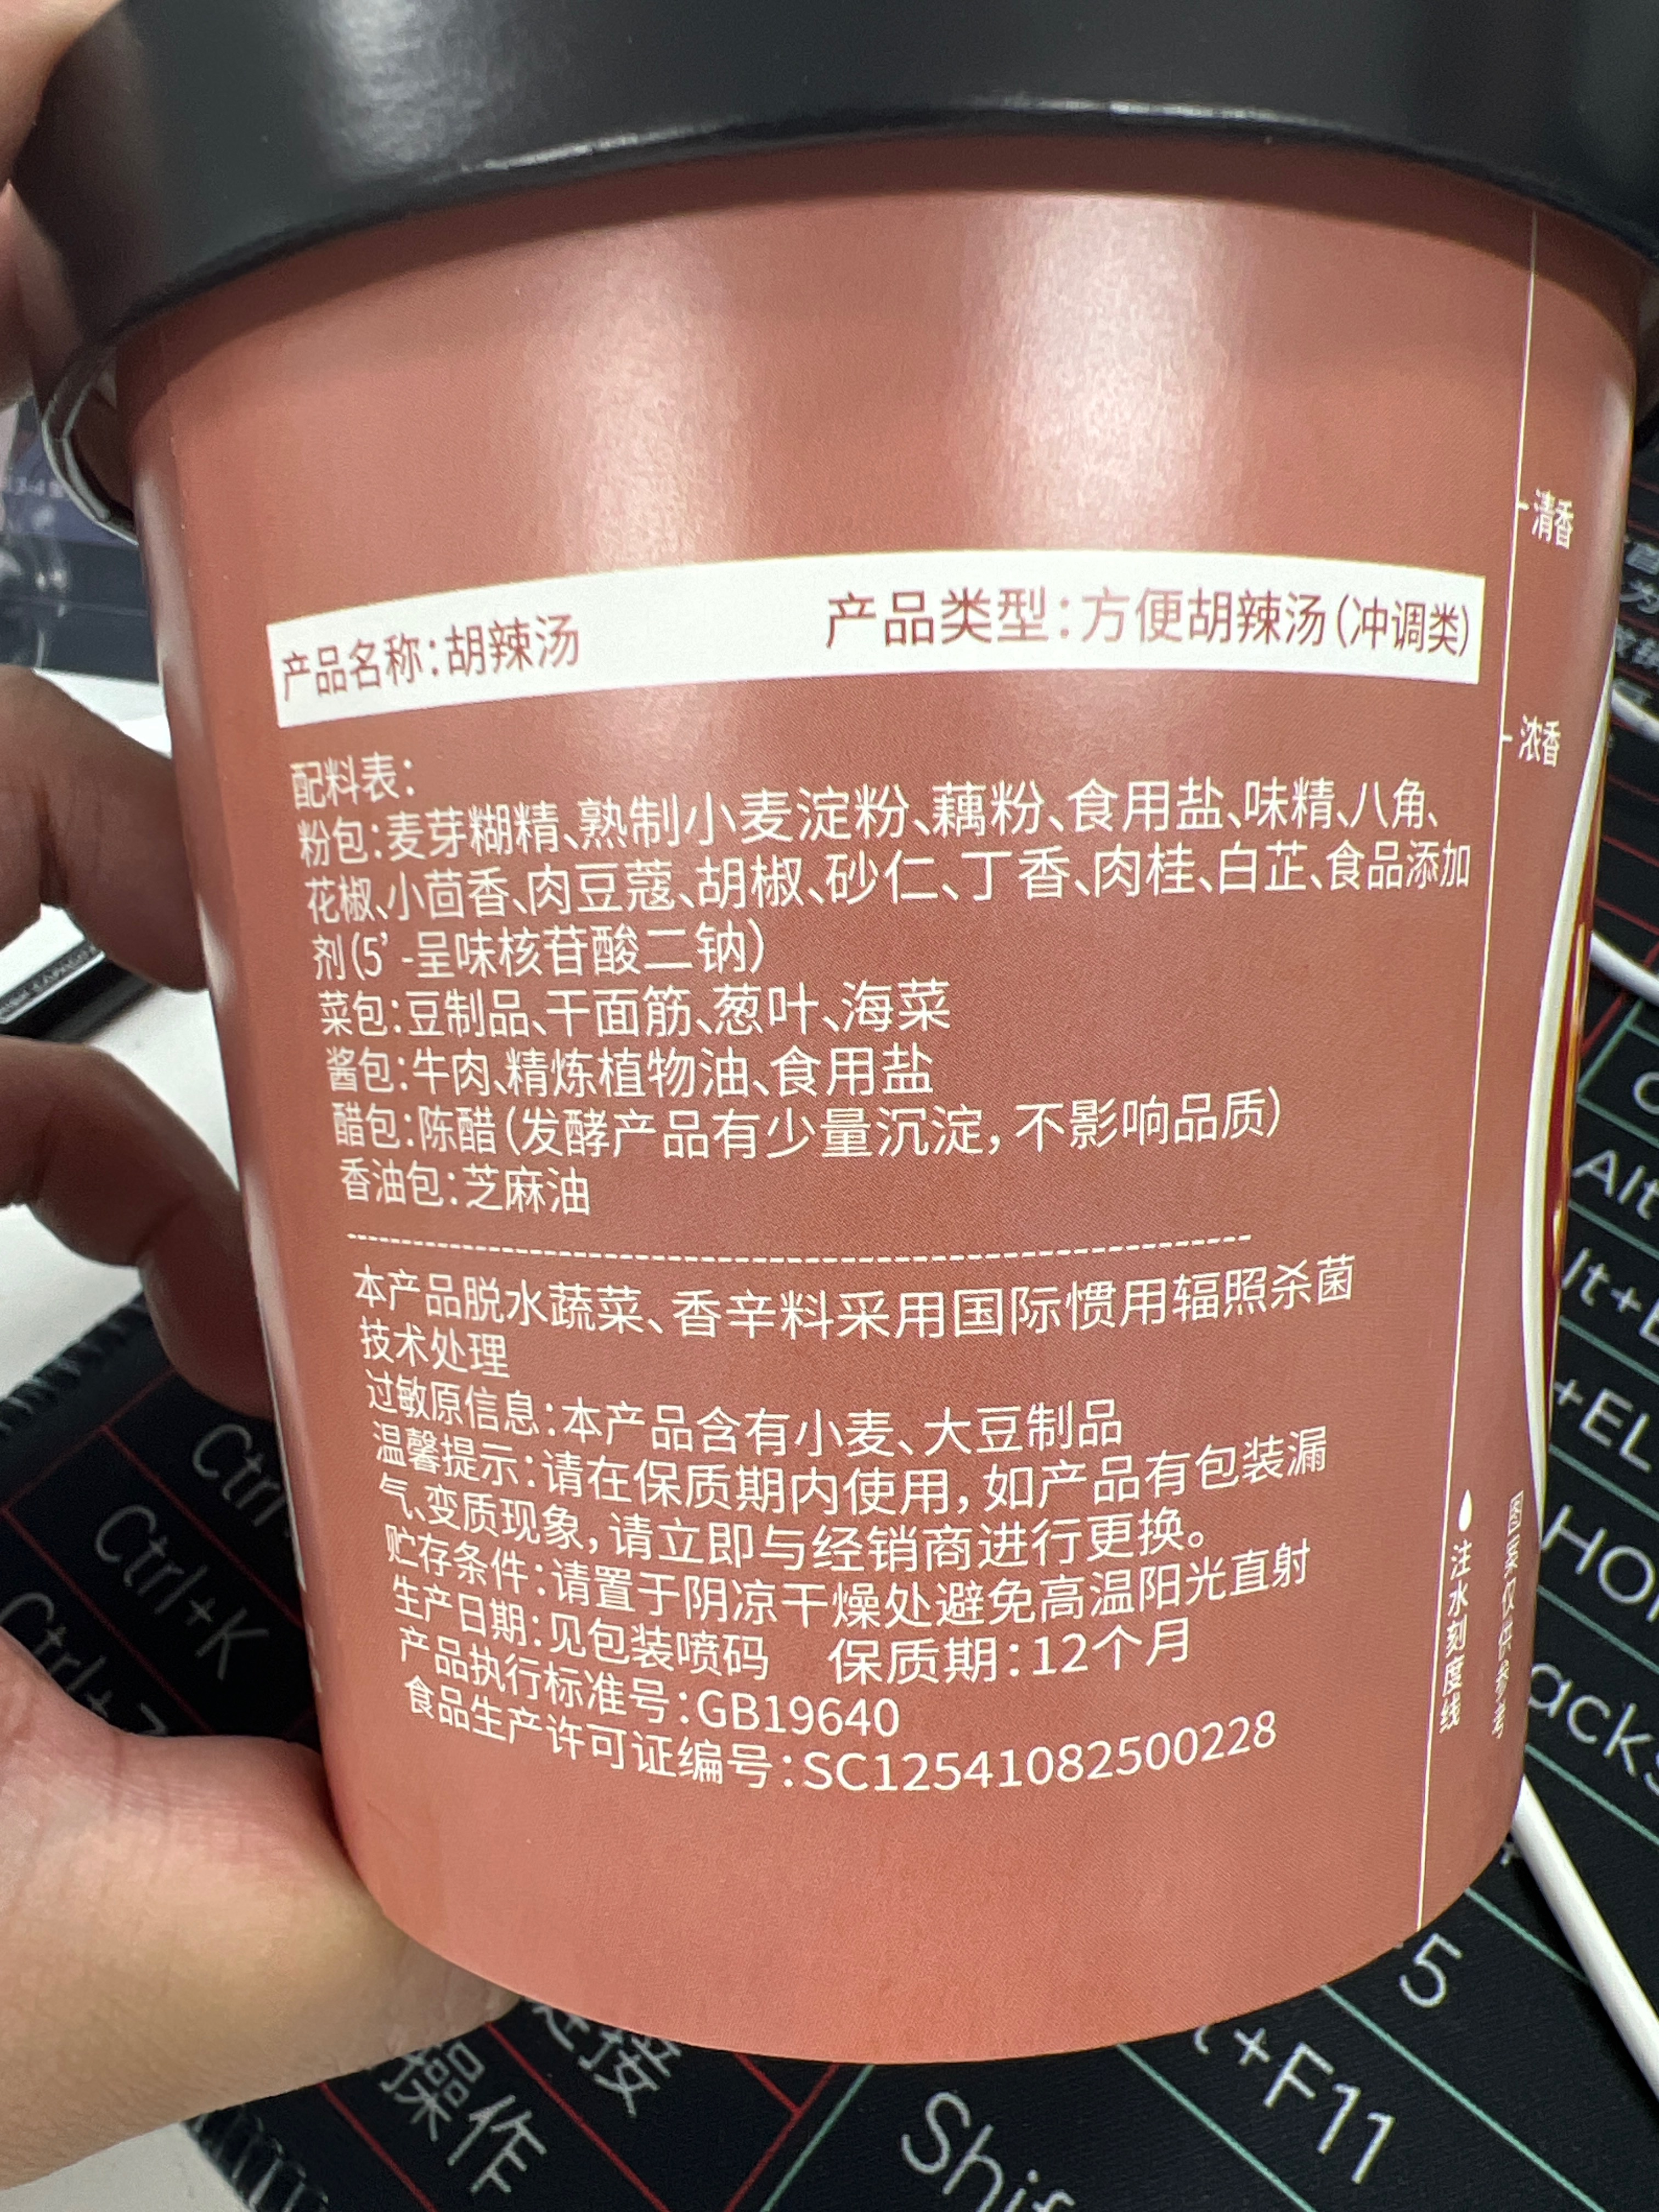 产品名称：胡辣汤
产品类型：方便胡辣汤（冲调类）
配料表：
粉包：麦芽糊精、熟制小麦淀粉、藕粉、食用盐、味精、八角、
花椒、小茴香、肉豆蔻、胡椒、砂仁、丁香、肉桂、白芷、食品添加
剂（5’-呈味核苷酸二钠）
菜包：豆制品、干面筋、葱叶、海菜
酱包：牛肉、精炼植物油、食用盐
醋包：陈醋（发酵产品有少量沉淀，不影响品质）
香油包：芝麻油
本产品脱水蔬菜、香辛料采用国际惯用辐照杀菌
技术处理
过敏原信息：本产品含有小麦、大豆制品
温馨提示：请在保质期内使用，如产品有包装漏
气、变质现象，请立即与经销商进行更换。
贮存条件：请置于阴凉干燥处避免高温阳光直射
生产日期：见包装喷码 保质期：12个月
产品执行标准号：GB19640
食品生产许可证编号：SC12541082500228
清香
浓香
注水刻度线
图案仅供参考
Ctrl+K
Alt
+EL
Shif
+F11
5
操作